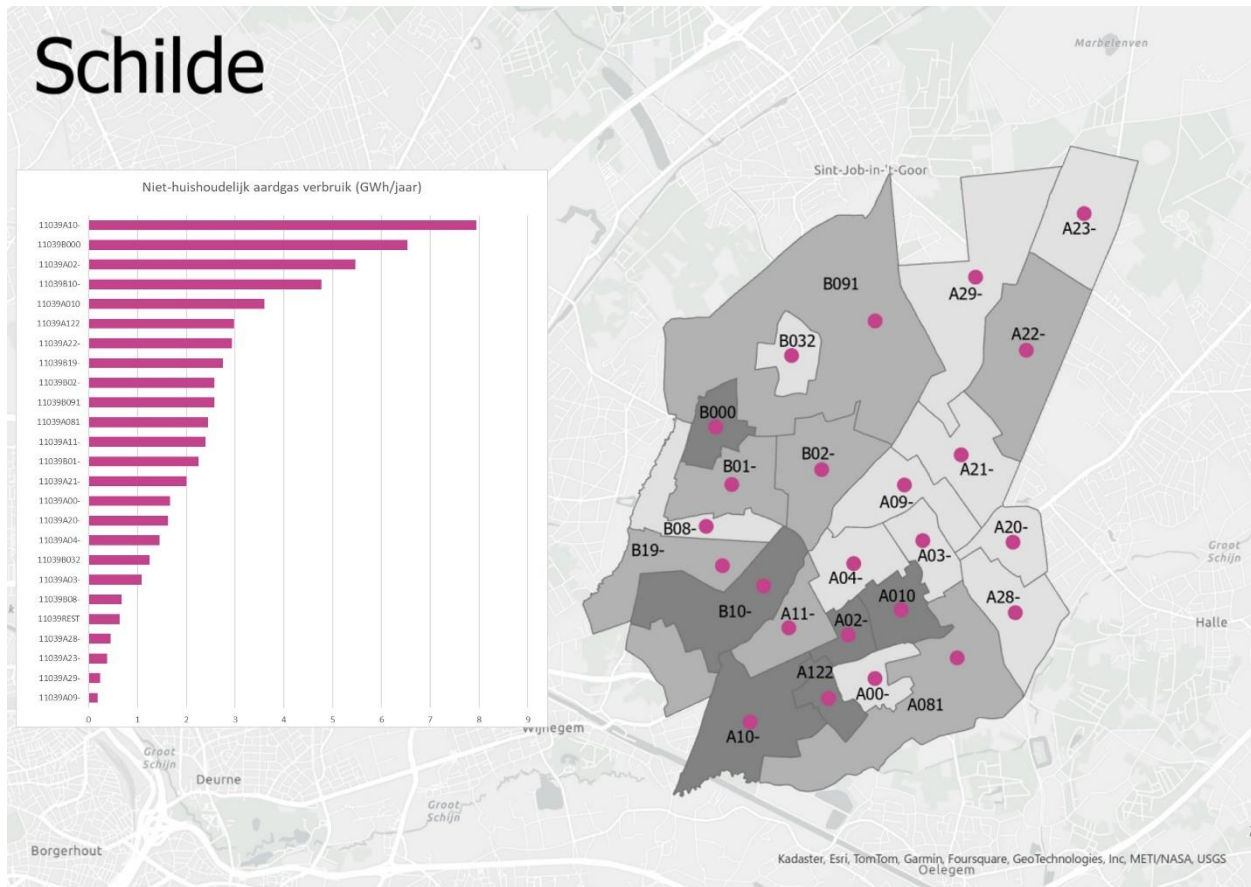 Schilde
Marbelenven
Sint-Job-in-'t-Goor
Niet-huishoudelijk aardgas verbruik (GWh/jaar)
11039A10-
11039B000
11039A02-
11039B10-
11039A010
11039A122
11039A22-
11039B19-
11039B02-
11039B091
11039A081
11039A11-
11039B01-
11039A21-
11039A00-
11039A20-
11039A04-
11039B032
11039A03-
11039B08-
11039REST
11039A28-
11039A23-
11039A29-
11039A09-
0 1 2 3 4 5 6 7 8 9
A23-
B091
A29-
A22-
B032
B000
B01-
B02-
A21-
A09-
B08-
A20-
B19-
A03-
A04-
A010
A28-
B10-
A11-
A02-
A122
A00-
A081
A10-
Groot
Schijn
Halle
Wijnegem
Groot
Schijn
Deurne
Groot
Schijn
Borgerhout
Kadaster, Esri, TomTom, Garmin, Foursquare, GeoTechnologies, Inc, METI/NASA, USGS
Oelegem